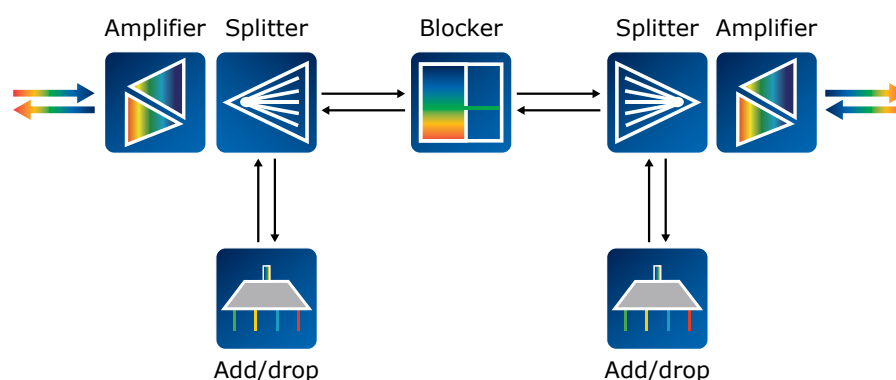 Amplifier
Splitter
Blocker
Splitter
Amplifier
Add/drop
Add/drop